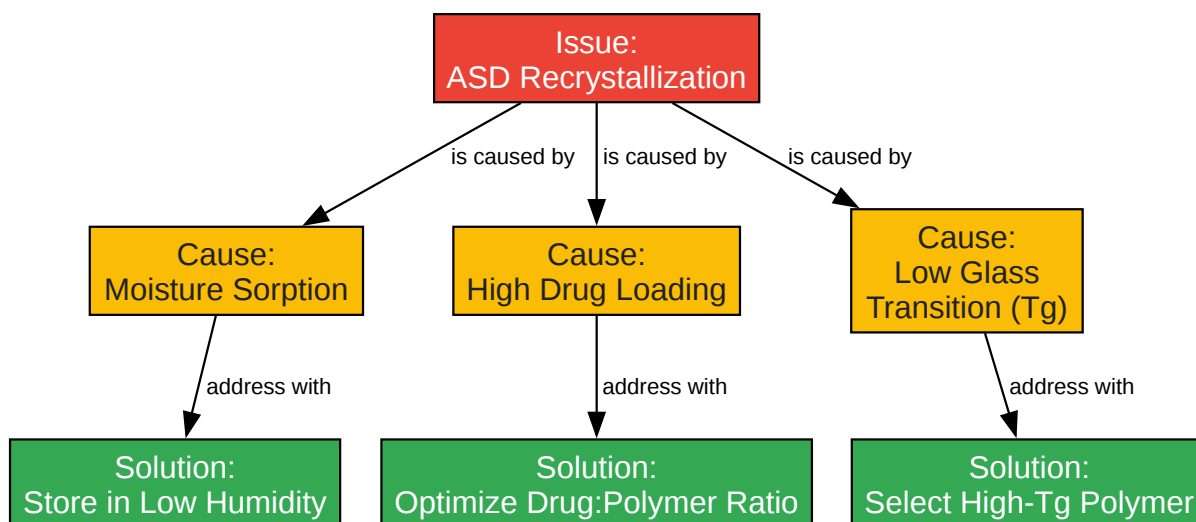 Issue:
ASD Recrystallization
is caused by
is caused by
is caused by
Cause:
Moisture Sorption
Cause:
High Drug Loading
Cause:
Low Glass
Transition (Tg)
address with
address with
address with
Solution:
Store in Low Humidity
Solution:
Optimize Drug:Polymer Ratio
Solution:
Select High-Tg Polymer